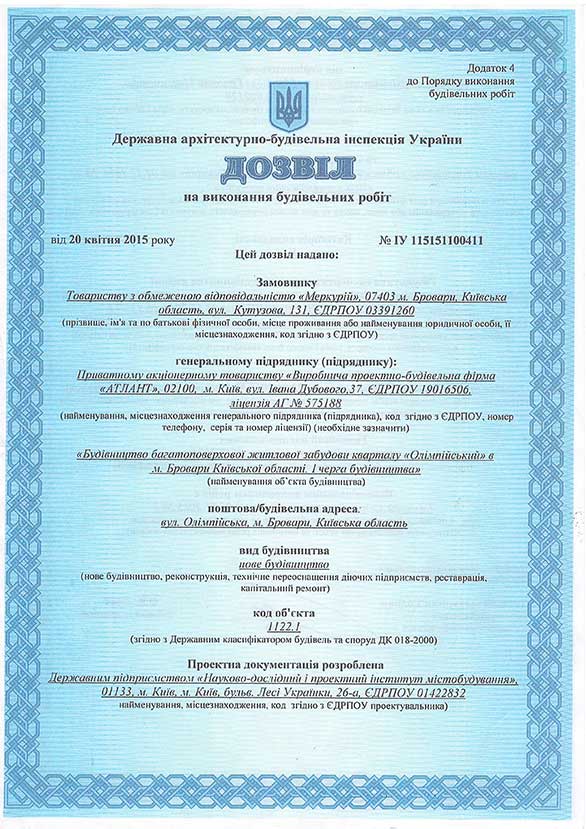 Додаток 4
до Порядку виконання
будівельних робіт
Державна архітектурно-будівельна інспекція України
ДОЗВІЛ
на виконання будівельних робіт
від 20 квітня 2015 року
№ ІУ 115151100411
Цей дозвіл надано:
Замовнику
Товариству з обмеженою відповідальністю «Меркурій», 07403 м. Бровари, Київська
область, вул. Кутузова, 131, ЄДРПОУ 03391260
(прізвище, ім'я та по батькові фізичної особи, місце проживання або найменування юридичної особи, її
місцезнаходження, код згідно з ЄДРПОУ)
генеральному підряднику (підряднику):
Приватному акціонерному товариству «Виробнича проектно-будівельна фірма
«АТЛАНТ», 02100, м. Київ, вул. Івана Дубового,37, ЄДРПОУ 19016506,
ліцензія АГ № 575188
(найменування, місцезнаходження генерального підрядника (підрядника), код згідно з ЄДРПОУ, номер
телефону, серія та номер ліцензії) (необхідне зазначити)
«Будівництво багатоповерхової житлової забудови кварталу «Олімпійський» в
м. Бровари Київської області. І черга будівництва»
(найменування об'єкта будівництва)
поштова/будівельна адреса:
вул. Олімпійська, м. Бровари, Київська область
вид будівництва
нове будівництво
(нове будівництво, реконструкція, технічне переоснащення діючих підприємств, реставрація,
капітальний ремонт)
код об'єкта
1122.1
(згідно з Державним класифікатором будівель та споруд ДК 018-2000)
Проектна документація розроблена
Державним підприємством «Науково-дослідний і проектний інститут містобудування»,
01133, м. Київ, м. Київ, бульв. Лесі Українки, 26-а, ЄДРПОУ 01422832
найменування, місцезнаходження, код згідно з ЄДРПОУ проектувальника)